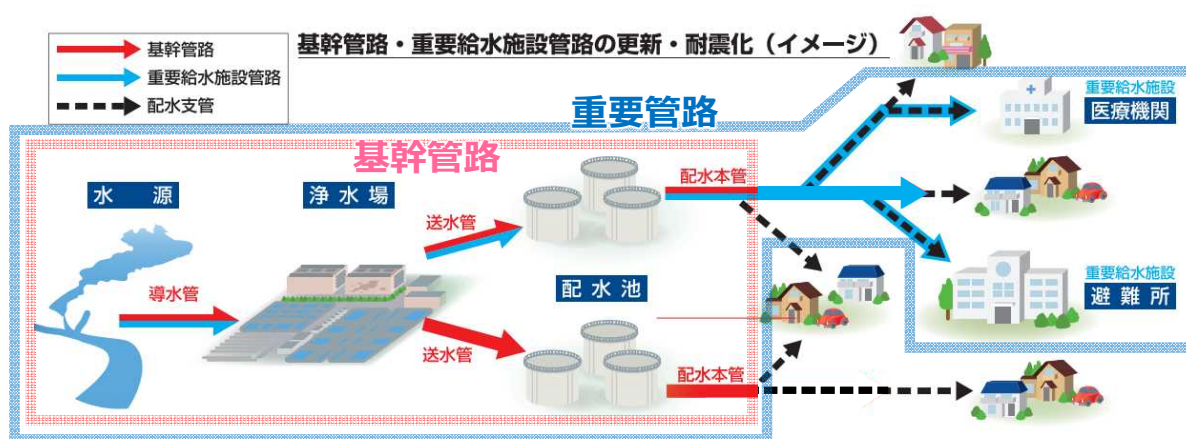 基幹管路
重要給水施設管路
配水支管
基幹管路・重要給水施設管路の更新・耐震化（イメージ）
重要管路
基幹管路
重要給水施設
医療機関
水 源
浄水場
配水本管
送水管
導水管
配水池
重要給水施設
避難所
送水管
配水本管